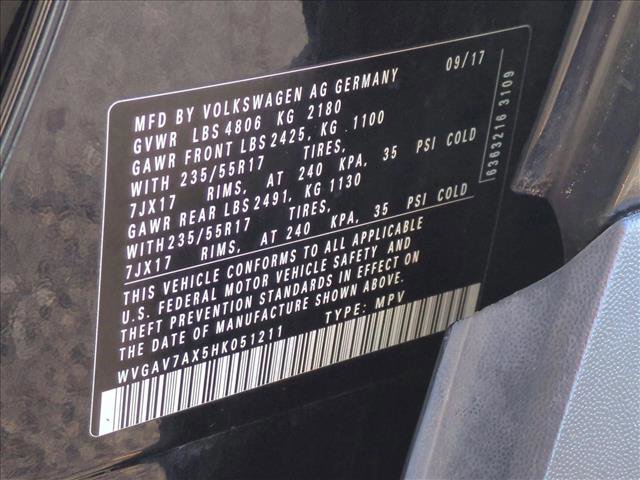 MFD BY VOLKSWAGEN AG GERMANY 09/17
GVWR LBS 4806 KG 2180
GAWR FRONT LBS 2425, KG 1100
WITH 235/55R17 TIRES,
7JX17 RIMS, AT 240 KPA, 35 PSI COLD
GAWR REAR LBS 2491, KG 1130
WITH 235/55R17 TIRES,
7JX17 RIMS, AT 240 KPA, 35 PSI COLD
THIS VEHICLE CONFORMS TO ALL APPLICABLE
U.S. FEDERAL MOTOR VEHICLE SAFETY AND
THEFT PREVENTION STANDARDS IN EFFECT ON
THE DATE OF MANUFACTURE SHOWN ABOVE.
WVGAV7AX5HK051211 TYPE: MPV
6363216 3109